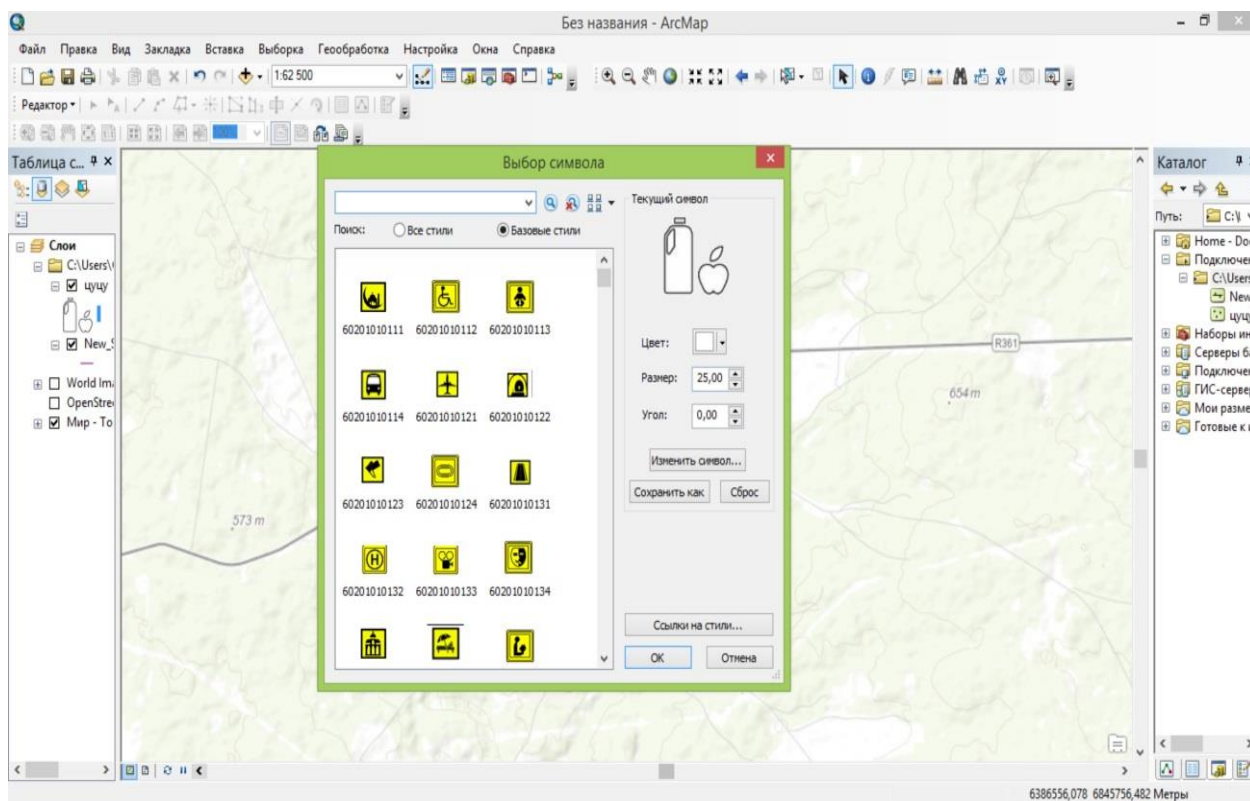 Без названия - ArcMap
Файл Правка Вид Закладка Вставка Выборка Геообработка Настройка Окна Справка
1:62 500
Редактор
Таблица с...
Слои
C:\Users\
цуцу
New_S
World Im
OpenStre
Мир - То
Выбор символа
Поиск: Все стили Базовые стили
60201010111 60201010112 60201010113
60201010114 60201010121 60201010122
60201010123 60201010124 60201010131
60201010132 60201010133 60201010134
Текущий символ
Цвет:
Размер: 25,00
Угол: 0,00
Изменить символ...
Сохранить как Сброс
Ссылки на стили...
OK Отмена
573 m
R361
654 m
Каталог
Путь: C:\
Home - Do
Подключен
C:\Users
New
цуцу
Наборы ин
Серверы б
Подключен
ГИС-сервер
Мои разме
Готовые к
6386556,078 6845756,482 Метры